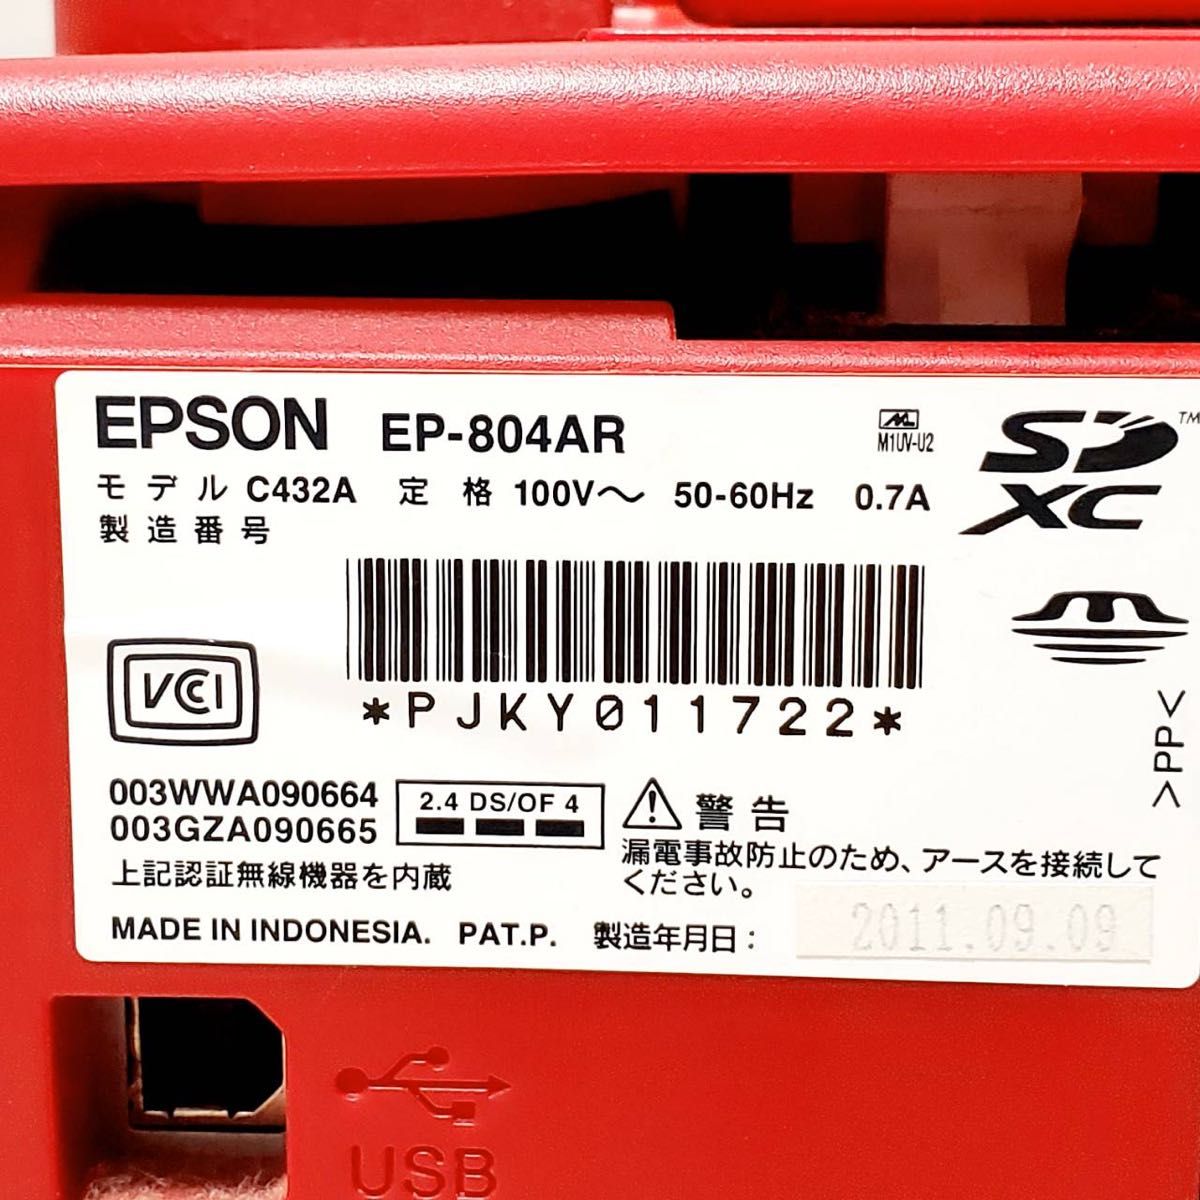 EPSON EP-804AR
M1UV-U2
SD™
XC
モデル C432A 定格 100V～ 50-60Hz 0.7A
製造番号
*PJKY011722*
VCCI
>PP<
003WWA090664
003GZA090665
2.4 DS/OF 4
上記認証無線機器を内蔵
警告
漏電事故防止のため、アースを接続して
ください。
MADE IN INDONESIA. PAT.P. 製造年月日： 2011.09.09
USB